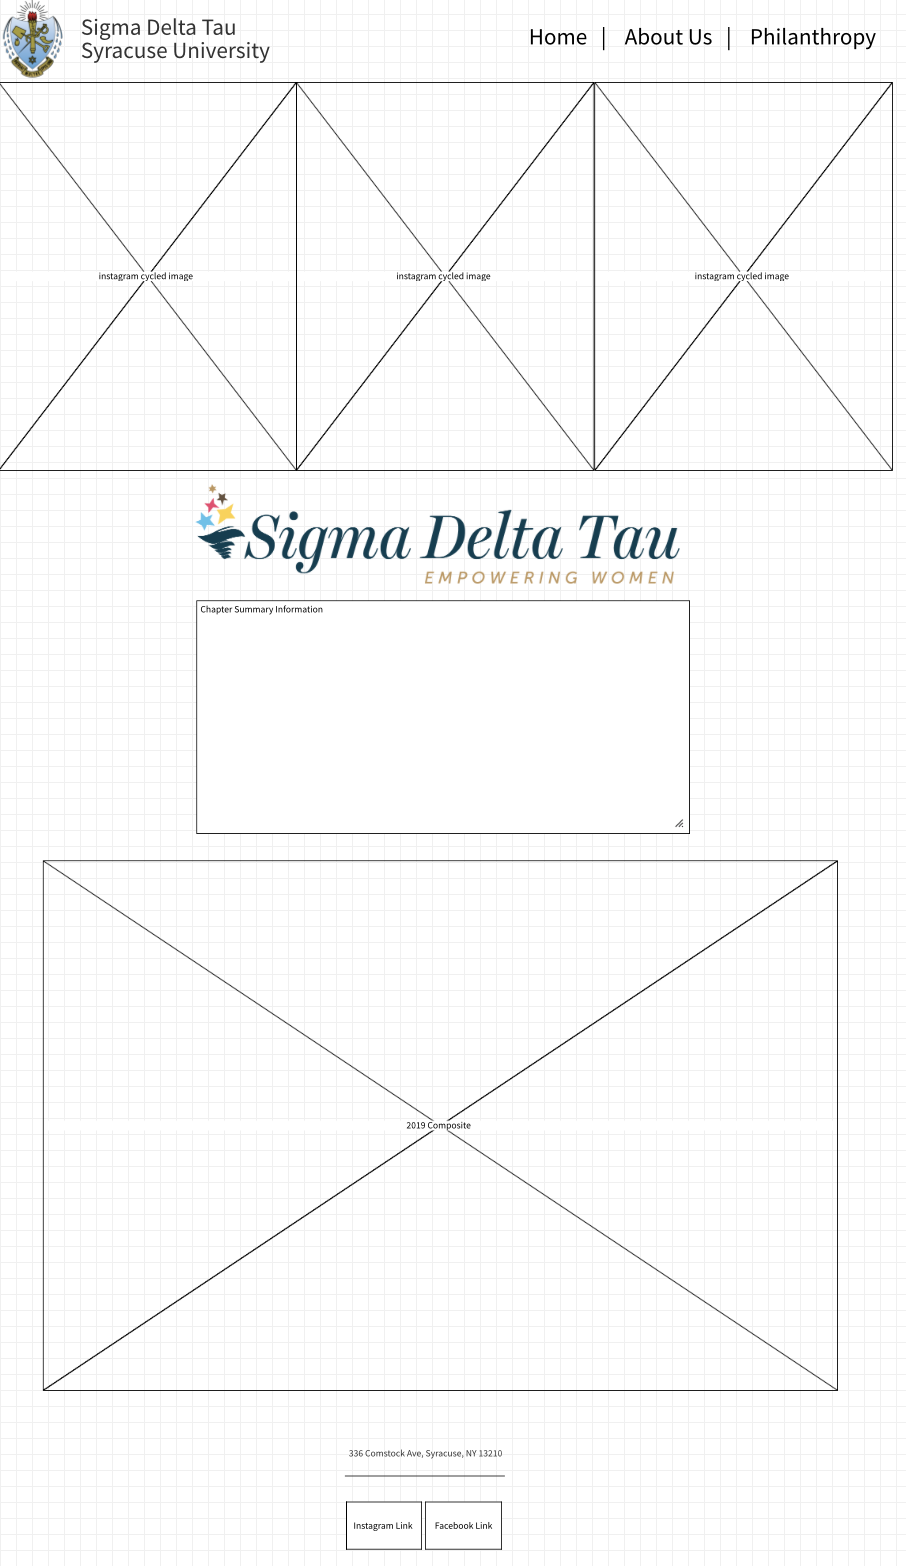 Sigma Delta Tau
Syracuse University
Home | About Us | Philanthropy
instagram cycled image
instagram cycled image
instagram cycled image
Sigma Delta Tau
EMPOWERING WOMEN
Chapter Summary Information
2019 Composite
336 Comstock Ave, Syracuse, NY 13210
Instagram Link
Facebook Link